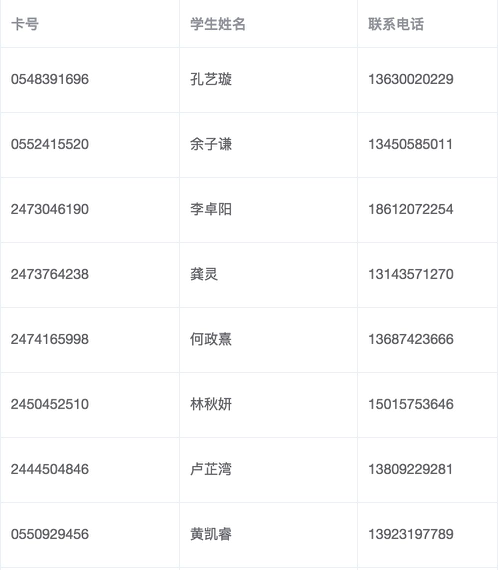 卡号 学生姓名 联系电话
0548391696 孔艺璇 13630020229
0552415520 余子谦 13450585011
2473046190 李卓阳 18612072254
2473764238 龚灵 13143571270
2474165998 何政熹 13687423666
2450452510 林秋妍 15015753646
2444504846 卢芷湾 13809229281
0550929456 黄凯睿 13923197789